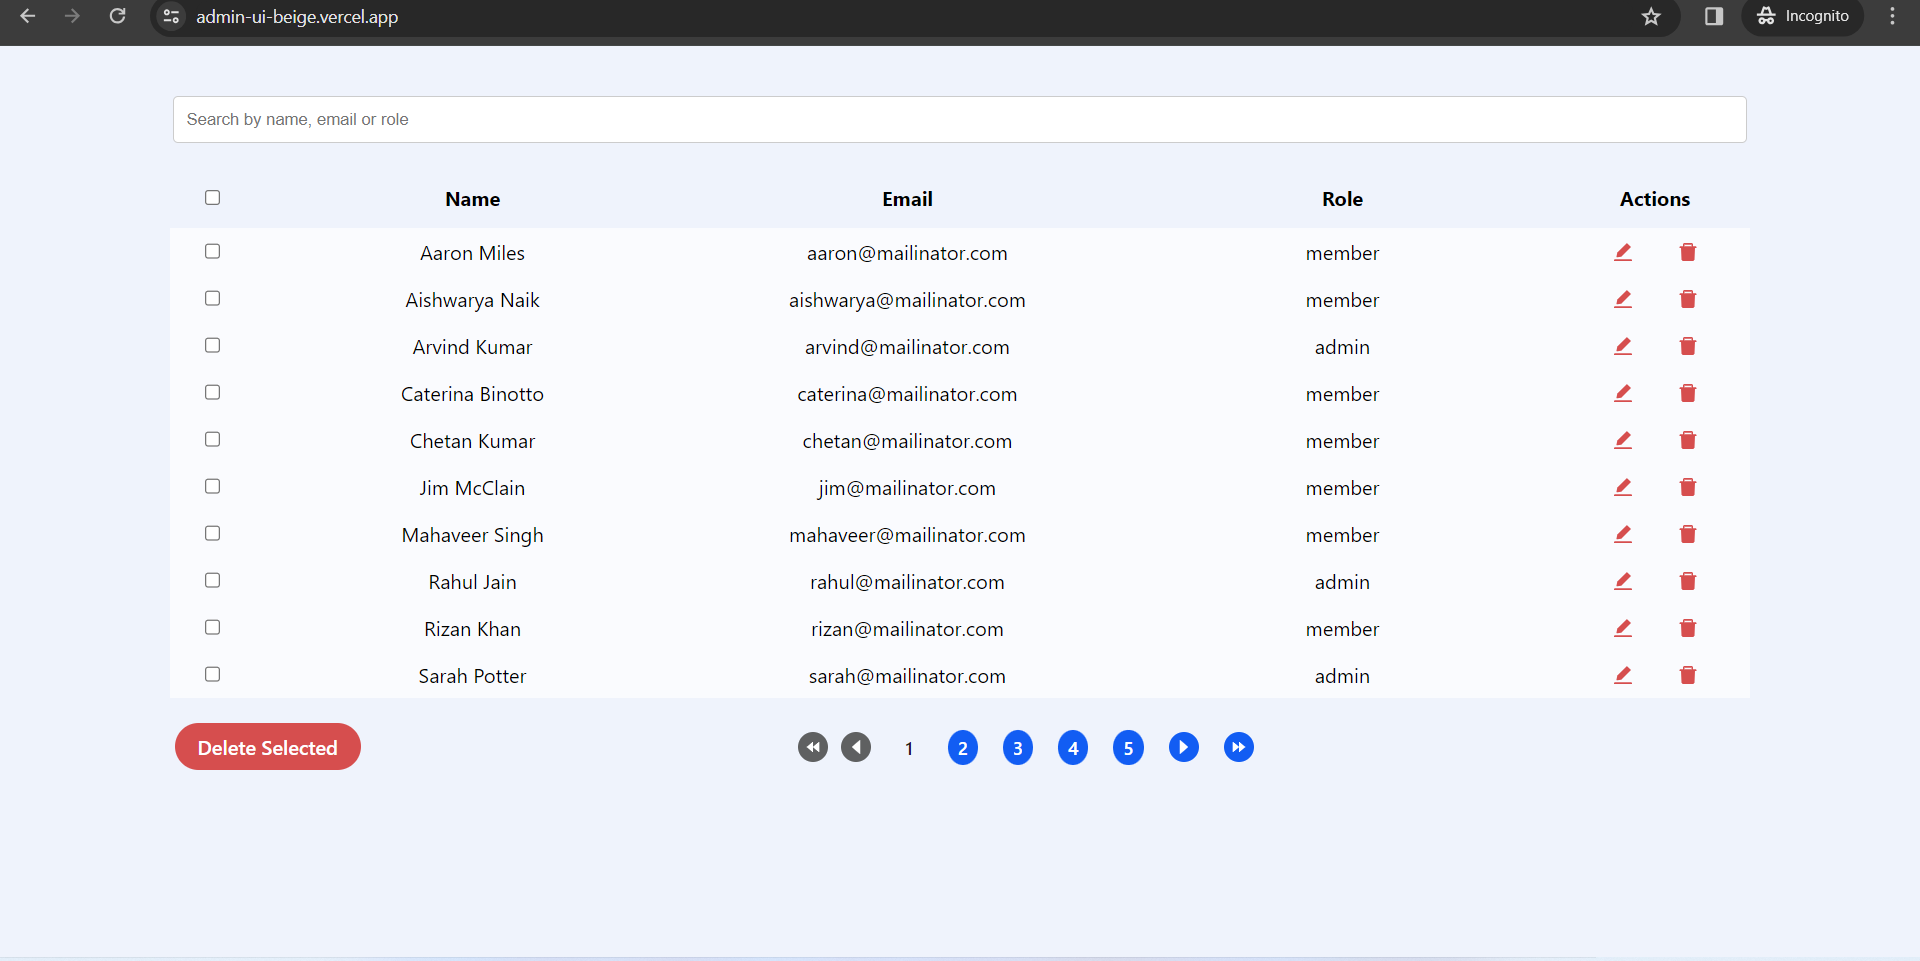 admin-ui-beige.vercel.app Incognito
Search by name, email or role
Name Email Role Actions
Aaron Miles aaron@mailinator.com member
Aishwarya Naik aishwarya@mailinator.com member
Arvind Kumar arvind@mailinator.com admin
Caterina Binotto caterina@mailinator.com member
Chetan Kumar chetan@mailinator.com member
Jim McClain jim@mailinator.com member
Mahaveer Singh mahaveer@mailinator.com member
Rahul Jain rahul@mailinator.com admin
Rizan Khan rizan@mailinator.com member
Sarah Potter sarah@mailinator.com admin
Delete Selected 1 2 3 4 5